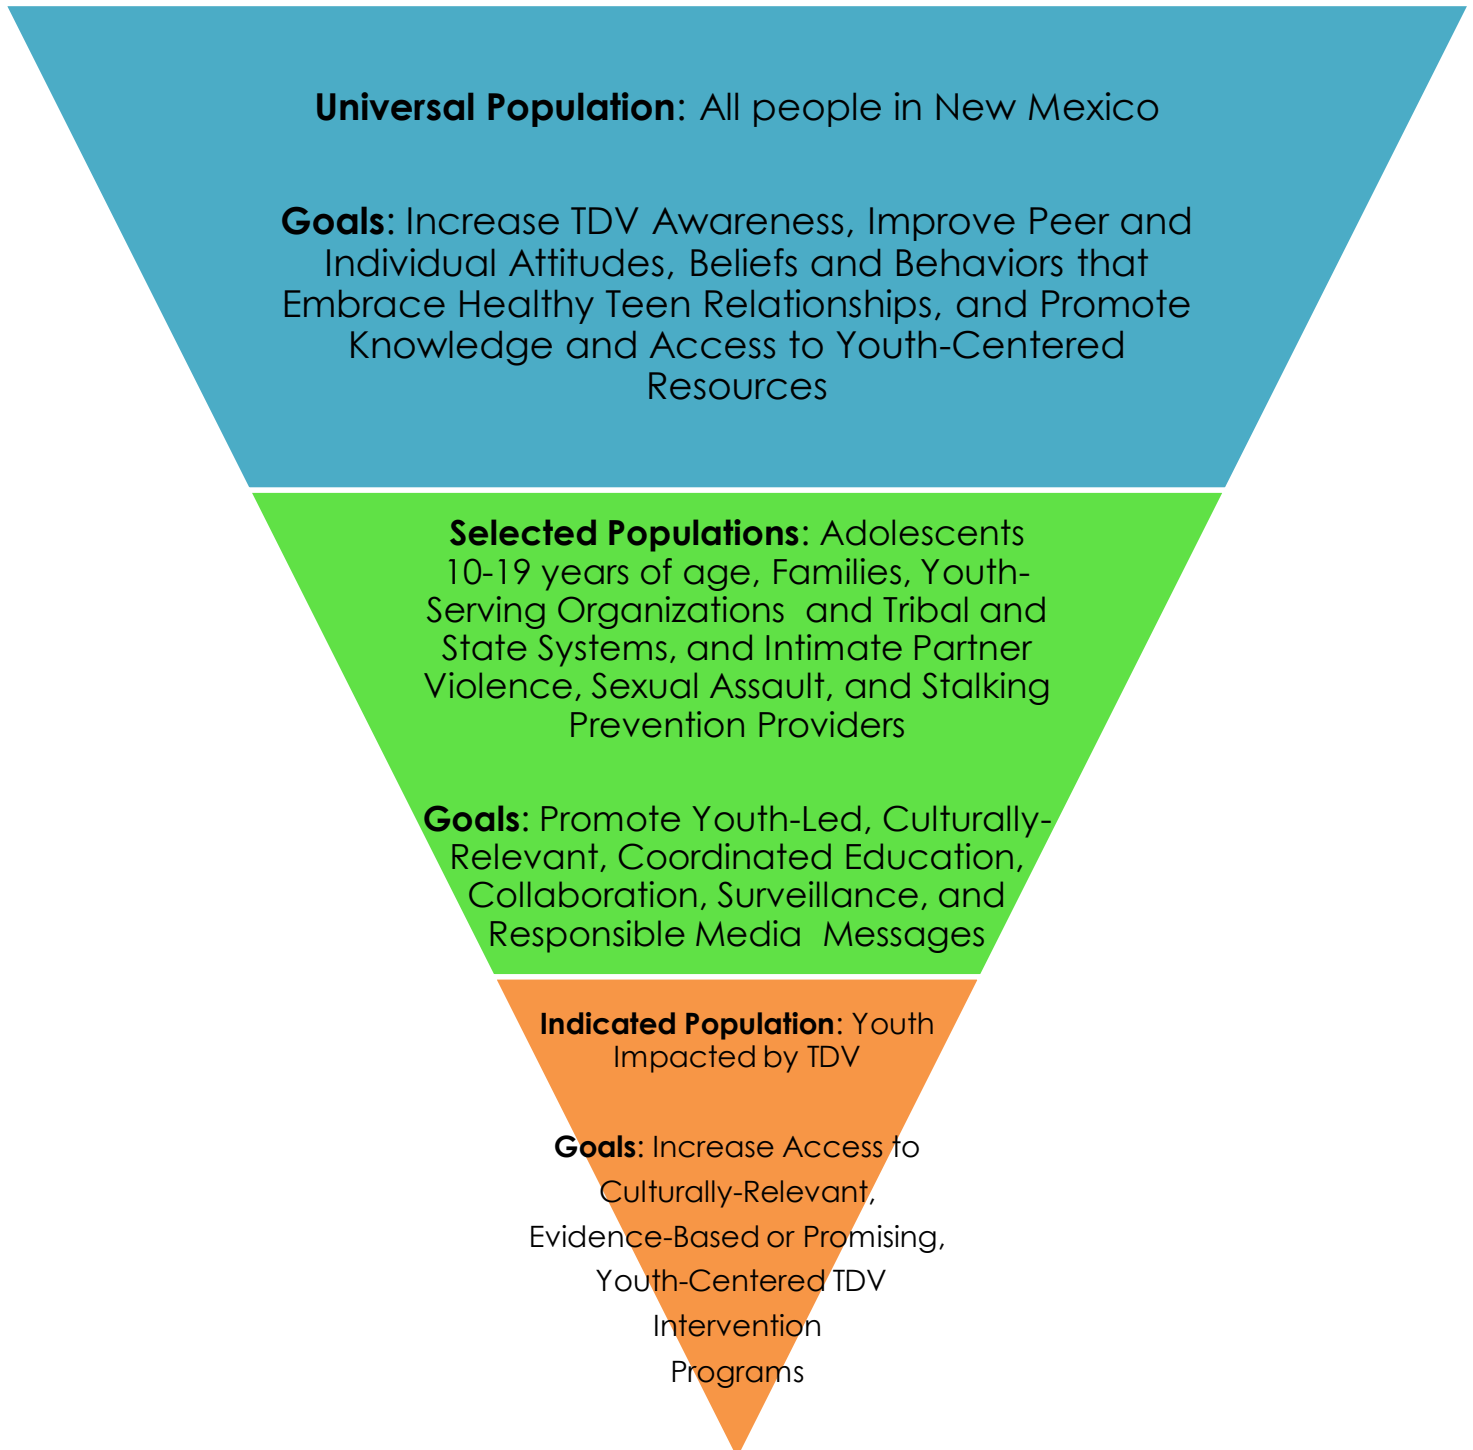 Universal Population: All people in New Mexico
Goals: Increase TDV Awareness, Improve Peer and
Individual Attitudes, Beliefs and Behaviors that
Embrace Healthy Teen Relationships, and Promote
Knowledge and Access to Youth-Centered
Resources
Selected Populations: Adolescents
10-19 years of age, Families, Youth-
Serving Organizations and Tribal and
State Systems, and Intimate Partner
Violence, Sexual Assault, and Stalking
Prevention Providers
Goals: Promote Youth-Led, Culturally-
Relevant, Coordinated Education,
Collaboration, Surveillance, and
Responsible Media Messages
Indicated Population: Youth
Impacted by TDV
Goals: Increase Access to
Culturally-Relevant,
Evidence-Based or Promising,
Youth-Centered TDV
Intervention
Programs